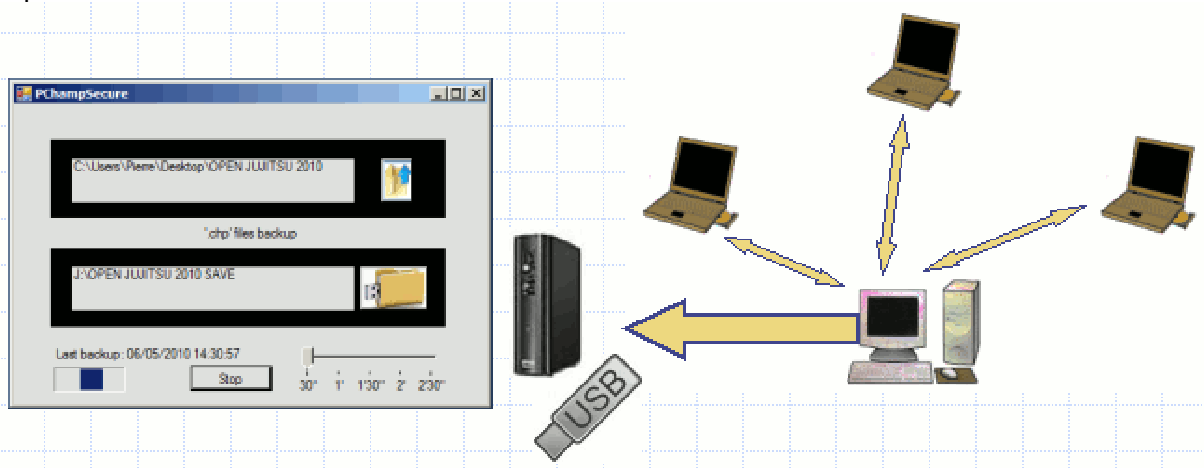 PChampSecure
C:\Users\Pierre\Desktop\OPEN JUJITSU 2010
'.chp' files backup
J:\OPEN JUJITSU 2010 SAVE
Last backup: 06/05/2010 14:30:57
Stop
30" 1' 1'30" 2' 2'30"
USB